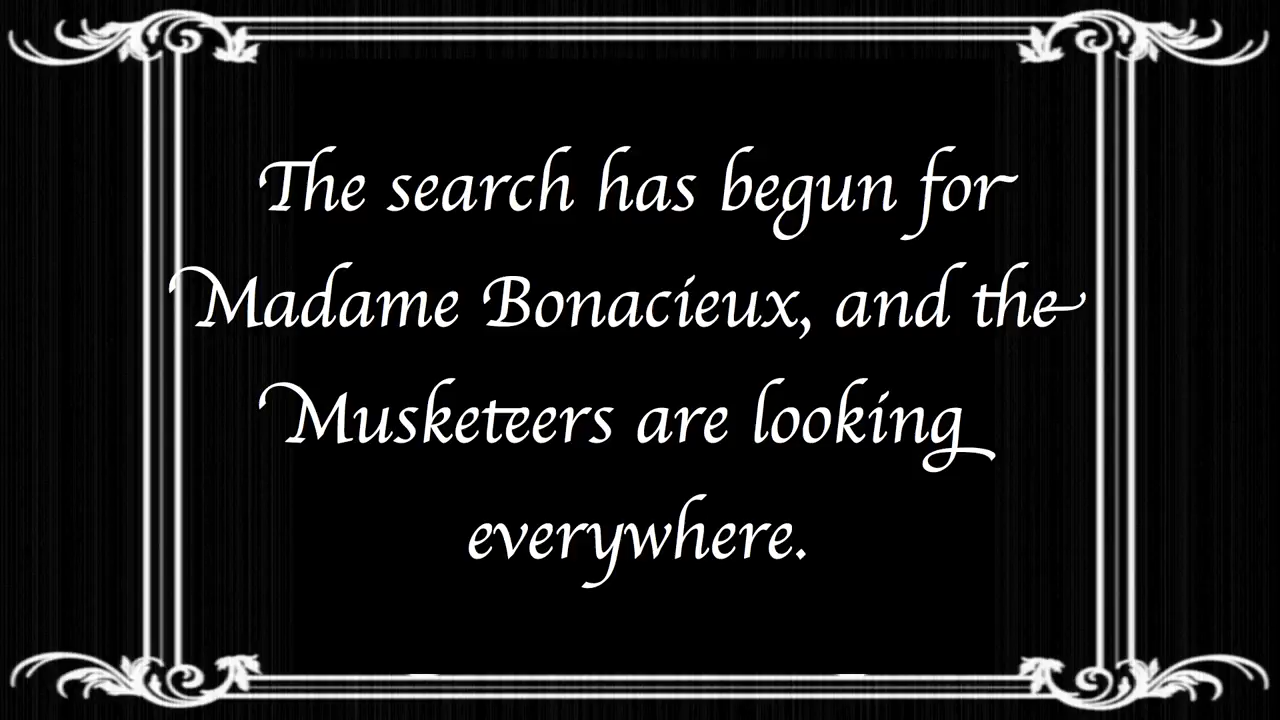 The search has begun for
Madame Bonacieux, and the
Musketeers are looking
everywhere.